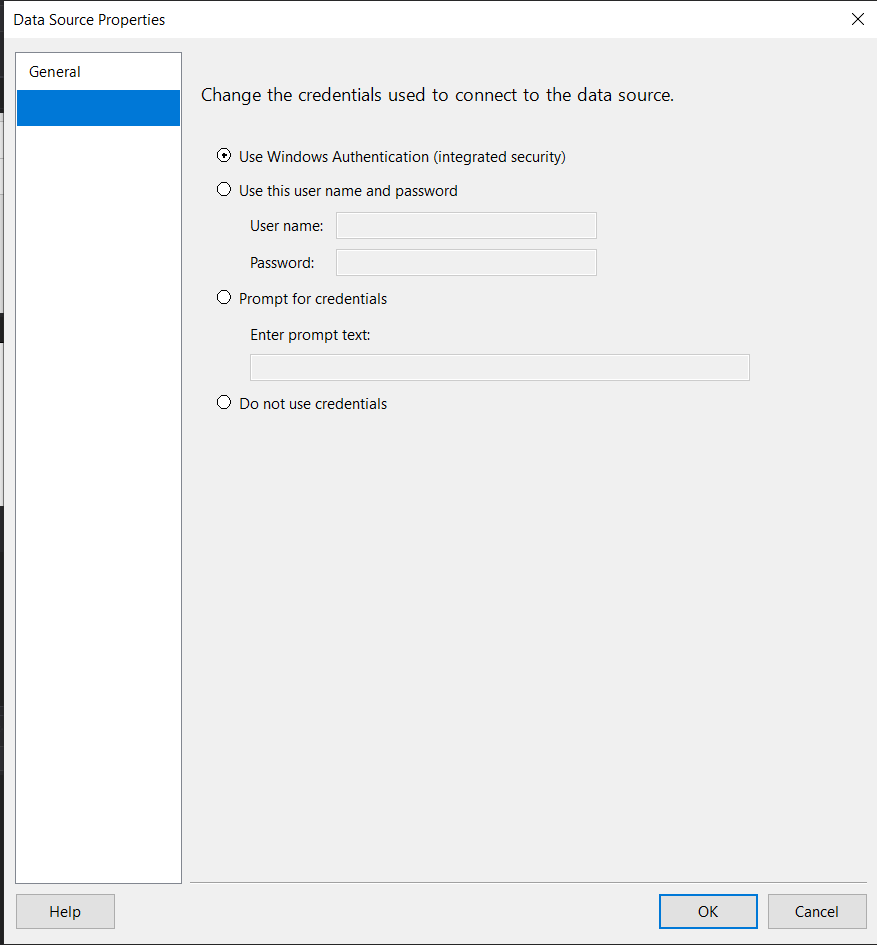 Data Source Properties
General
Change the credentials used to connect to the data source.
Use Windows Authentication (integrated security)
Use this user name and password
User name:
Password:
Prompt for credentials
Enter prompt text:
Do not use credentials
Help
OK
Cancel